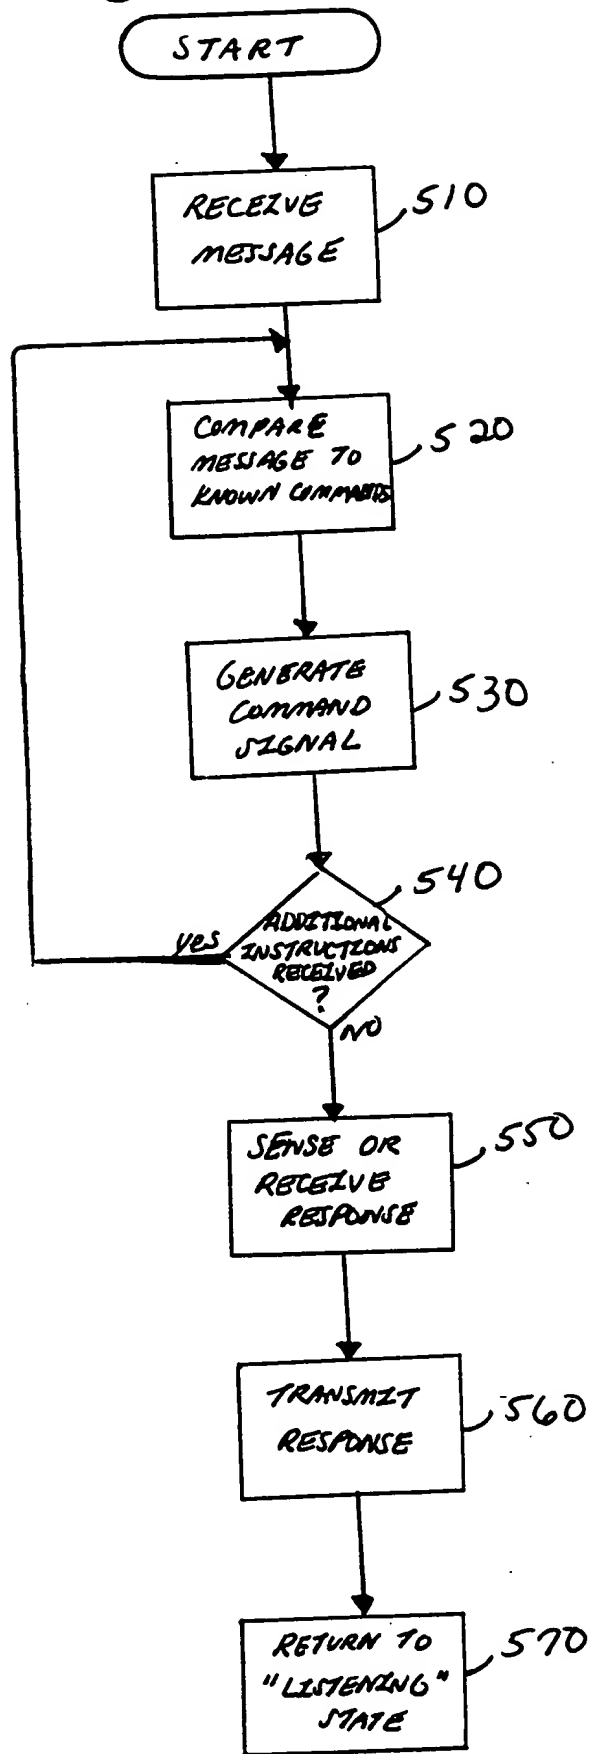 START
RECEIVE
MESSAGE
510
COMPARE
MESSAGE TO
KNOWN COMMANDS
520
GENERATE
COMMAND
SIGNAL
530
540
ADDITIONAL
INSTRUCTIONS
RECEIVED
?
yes
NO
SENSE OR
RECEIVE
RESPONSE
550
TRANSMIT
RESPONSE
560
RETURN TO
"LISTENING"
STATE
570